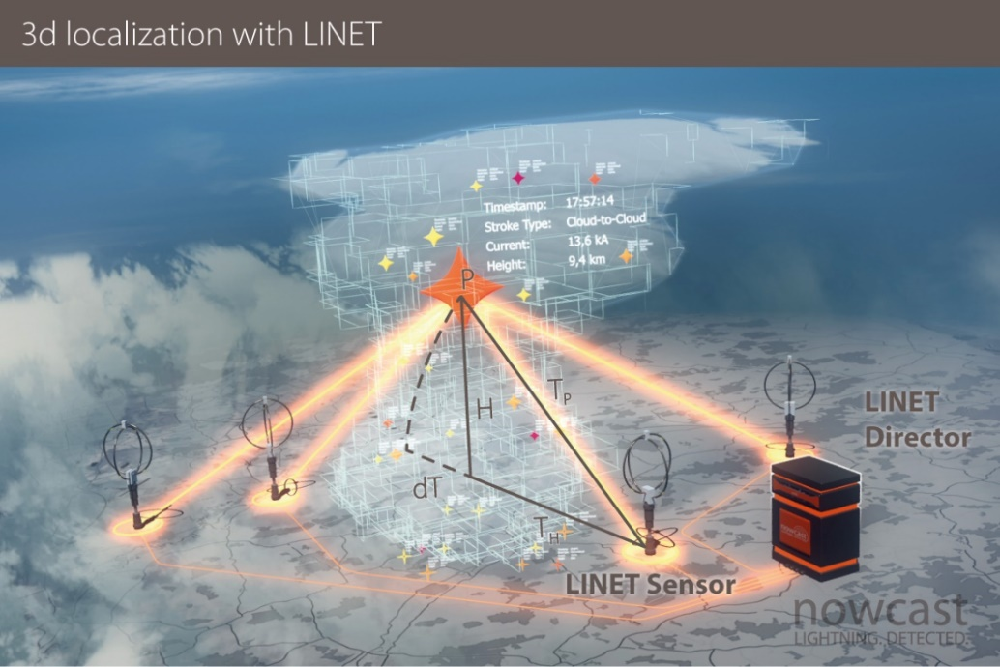 3d localization with LINET
Timestamp: 17:57:14
Stroke Type: Cloud-to-Cloud
Current: 13,6 kA
Height: 9,4 km
P
TP
H
dT
TH
LINET
Director
LINET Sensor
nowcast
LIGHTNING. DETECTED.